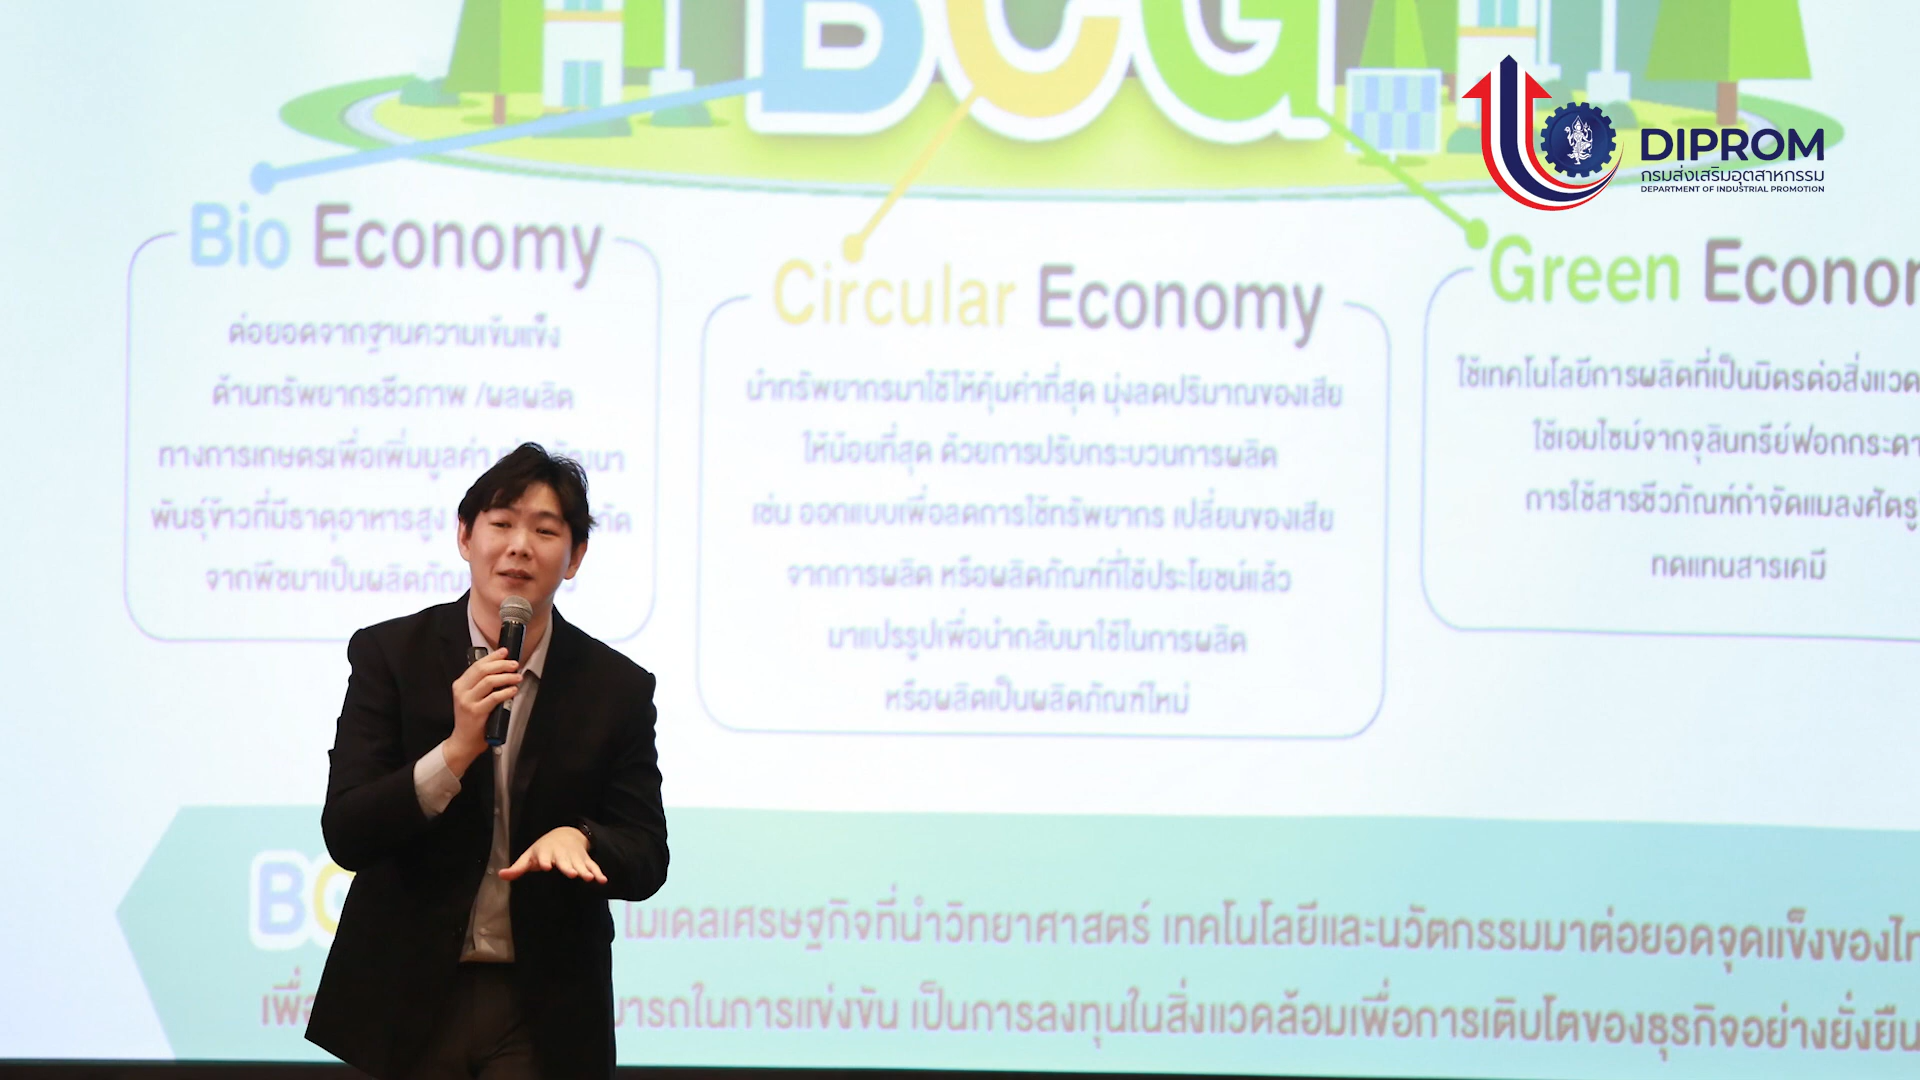 BCG
DIPROM
กรมส่งเสริมอุตสาหกรรม
DEPARTMENT OF INDUSTRIAL PROMOTION
Bio Economy
ต่อยอดจากฐานความเข้มแข็ง
ด้านทรัพยากรชีวภาพ /ผลผลิต
ทางการเกษตรเพื่อเพิ่มมูลค่า
พันธุ์ข้าวที่มีธาตุอาหารสูง
จากพืชมาเป็น
Circular Economy
นำทรัพยากรมาใช้ให้คุ้มค่าที่สุด มุ่งลดปริมาณของเสีย
ให้น้อยที่สุด ด้วยการปรับกระบวนการผลิต
เช่น ออกแบบเพื่อลดการใช้ทรัพยากร เปลี่ยนของเสีย
จากการผลิต หรือผลิตภัณฑ์ที่ใช้ประโยชน์แล้ว
มาแปรรูปเพื่อนำกลับมาใช้ในการผลิต
หรือผลิตเป็นผลิตภัณฑ์ใหม่
Green
ใช้เทคโนโลยีการผลิตที่เป็นมิตรต่อ
ใช้เอมไซม์จากจุลินทรีย์ฟอก
การใช้สารชีวภัณฑ์กำจัดแมลงศัตรู
ทดแทนสารเคมี
โมเดลเศรษฐกิจที่นำวิทยาศาสตร์ เทคโนโลยีและนวัตกรรมมาต่อยอดจุดแข็งของ
ในการแข่งขัน เป็นการลงทุนในสิ่งแวดล้อมเพื่อการเติบโตของธุรกิจอย่างยั่งยืน